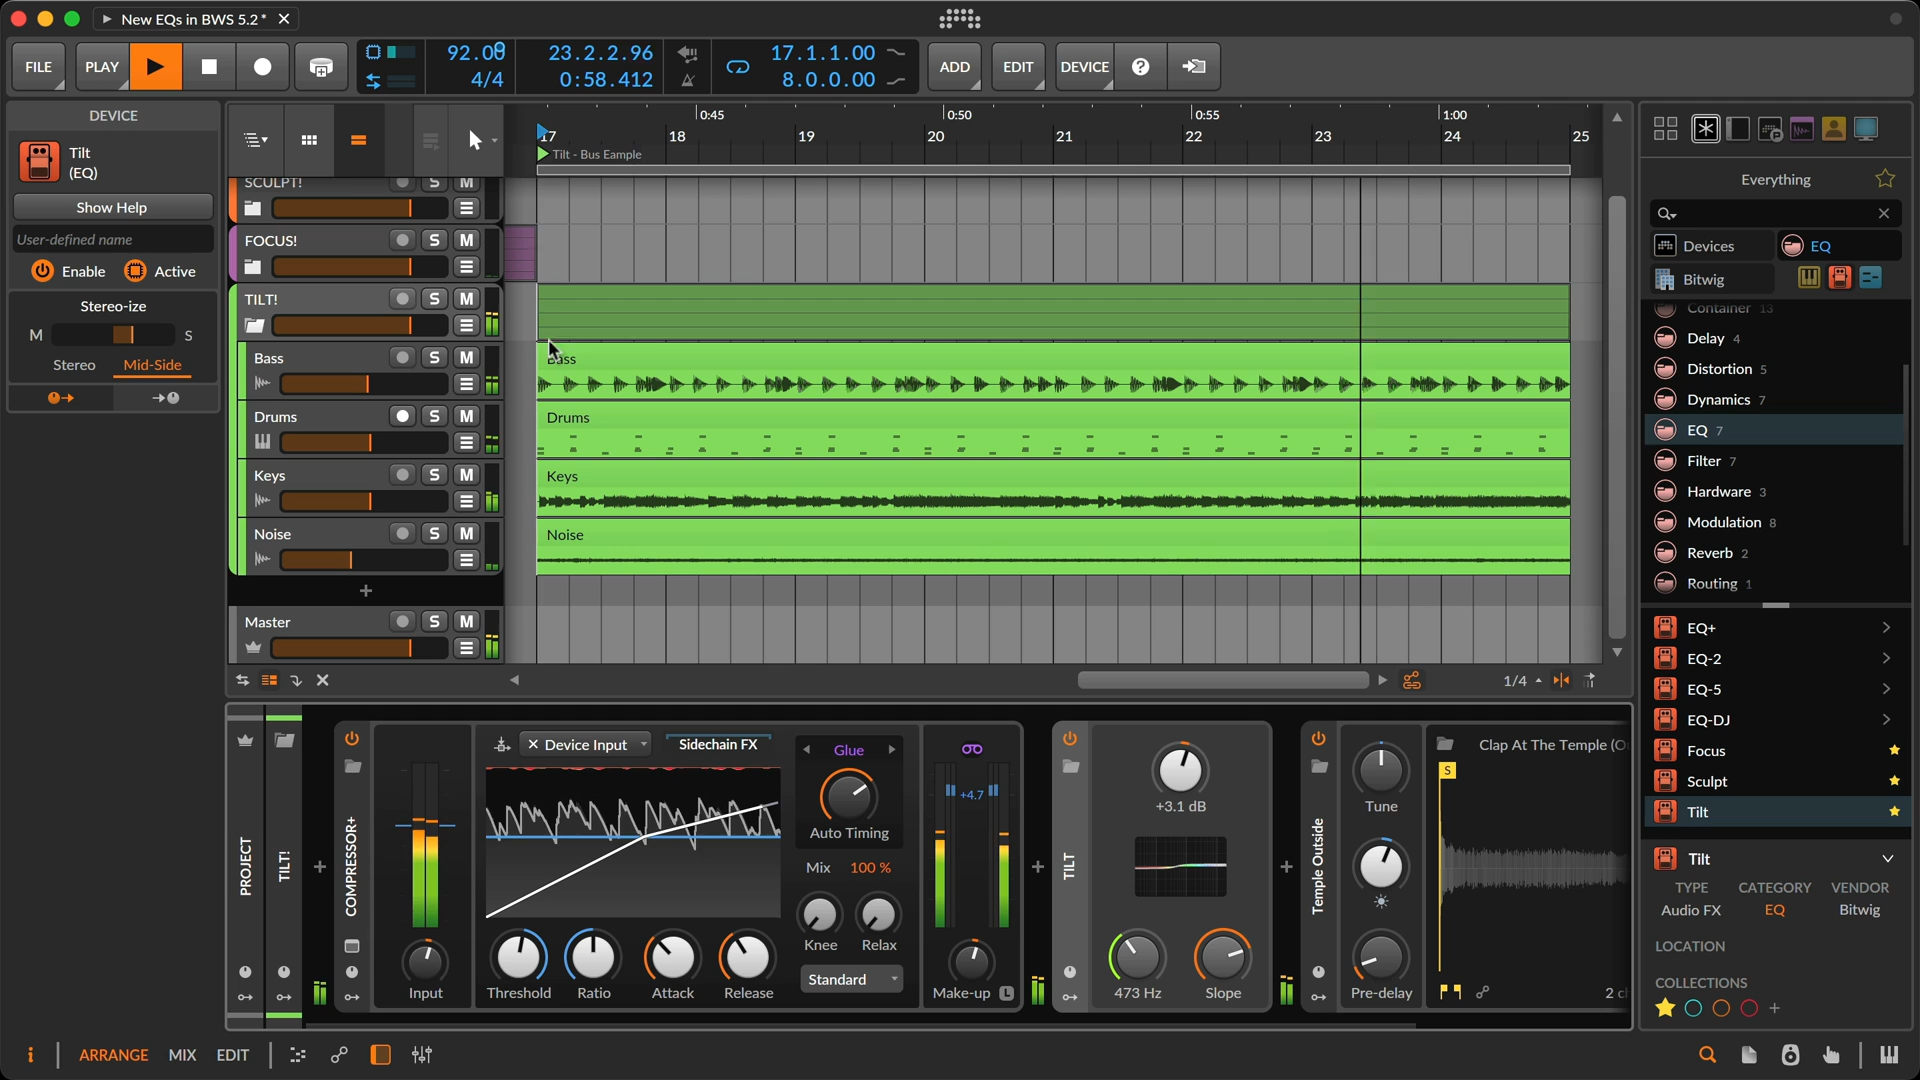 New EQs in BWS 5.2*
FILE
PLAY
92.00
4/4
23.2.2.96
0:58.412
17.1.1.00
8.0.0.00
ADD
EDIT
DEVICE
?
DEVICE
Tilt
(EQ)
Show Help
User-defined name
Enable
Active
Stereo-ize
M
S
Stereo
Mid-Side
0:45
0:50
0:55
1:00
17 18 19 20 21 22 23 24 25
Tilt - Bus Eample
SCULPT!
S M
FOCUS!
S M
TILT!
S M
Bass
S M
Bass
Drums
S M
Drums
Keys
S M
Keys
Noise
S M
Noise
+
Master
S M
1/4
Everything
Devices
EQ
Bitwig
Container 13
Delay 4
Distortion 5
Dynamics 7
EQ 7
Filter 7
Hardware 3
Modulation 8
Reverb 2
Routing 1
EQ+
EQ-2
EQ-5
EQ-DJ
Focus
Sculpt
Tilt
Tilt
TYPE CATEGORY VENDOR
Audio FX EQ Bitwig
LOCATION
COLLECTIONS
+
PROJECT
TILT!
+
COMPRESSOR+
Input
Device Input
Sidechain FX
Threshold
Ratio
Attack
Release
Glue
Auto Timing
Mix 100 %
Knee
Relax
Standard
+4.7
Make-up
L
+
TILT
+3.1 dB
473 Hz
Slope
+
Temple Outside
Tune
Pre-delay
Clap At The Temple (O
S
2 c
i
ARRANGE
MIX
EDIT